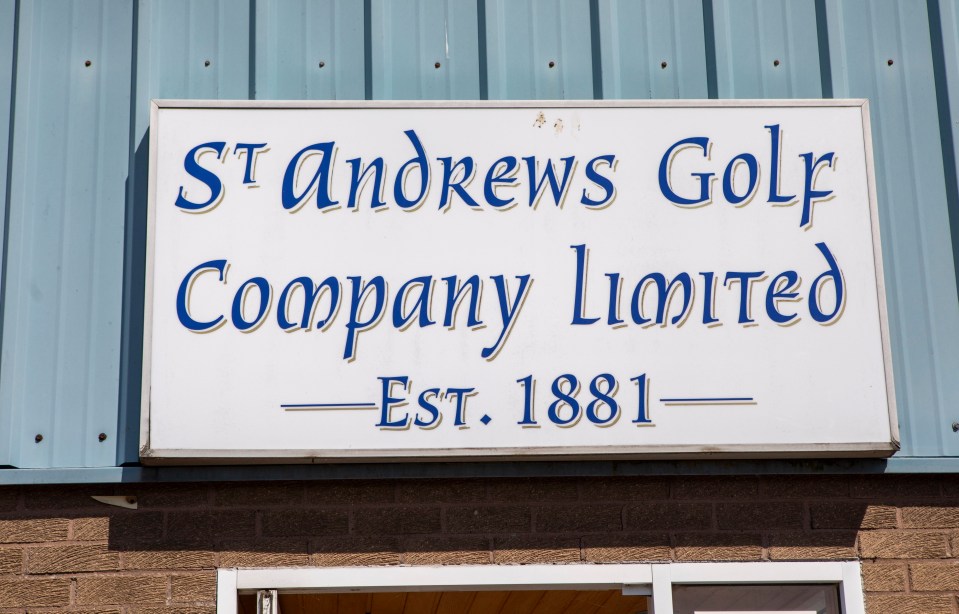 St Andrews Golf
Company Limited
Est. 1881